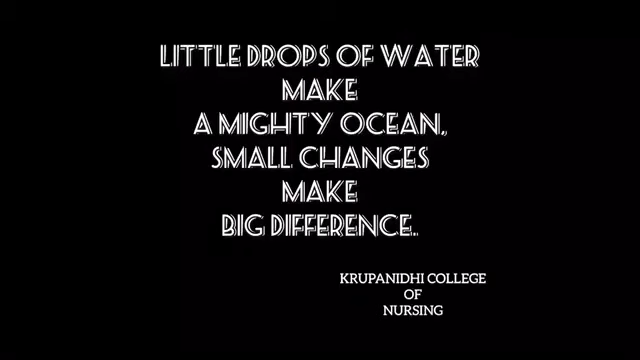 LITTLE DROPS OF WATER
MAKE
A MIGHTY OCEAN,
SMALL CHANGES
MAKE
BIG DIFFERENCE.
KRUPANIDHI COLLEGE
OF
NURSING